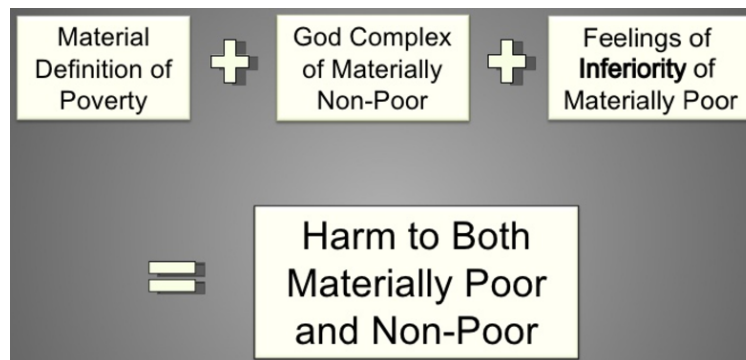 Material
Definition of
Poverty
+
God Complex
of Materially
Non-Poor
+
Feelings of
Inferiority of
Materially Poor
=
Harm to Both
Materially Poor
and Non-Poor